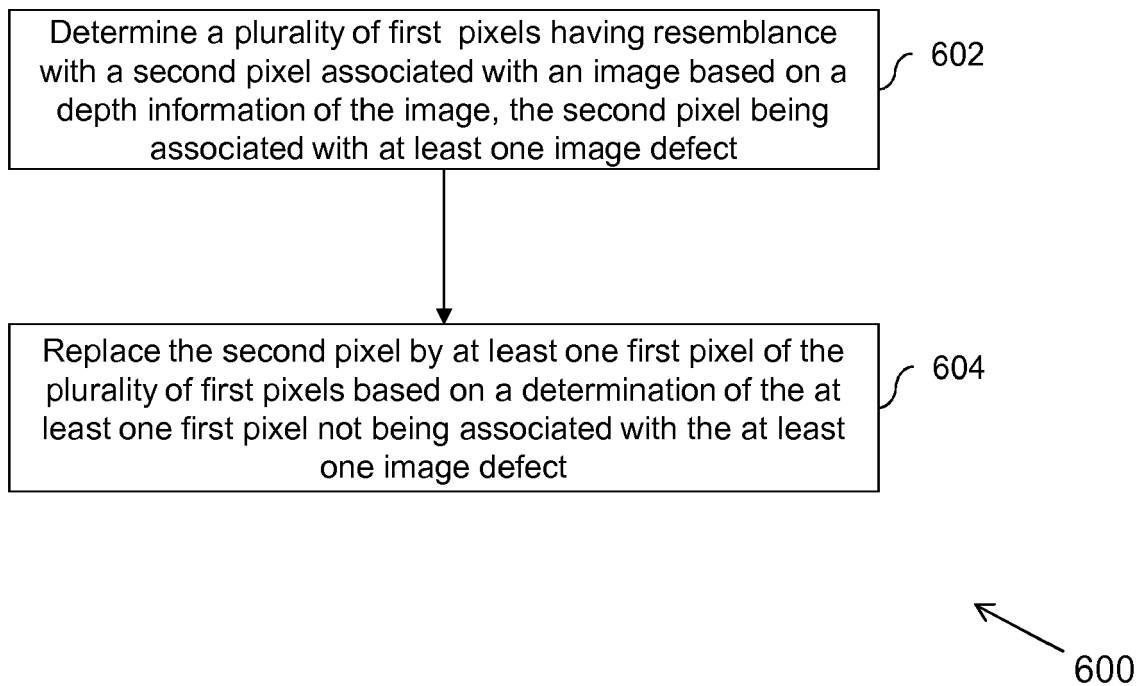 Determine a plurality of first pixels having resemblance
with a second pixel associated with an image based on a
depth information of the image, the second pixel being
associated with at least one image defect
602
Replace the second pixel by at least one first pixel of the
plurality of first pixels based on a determination of the at
least one first pixel not being associated with the at least
one image defect
604
600